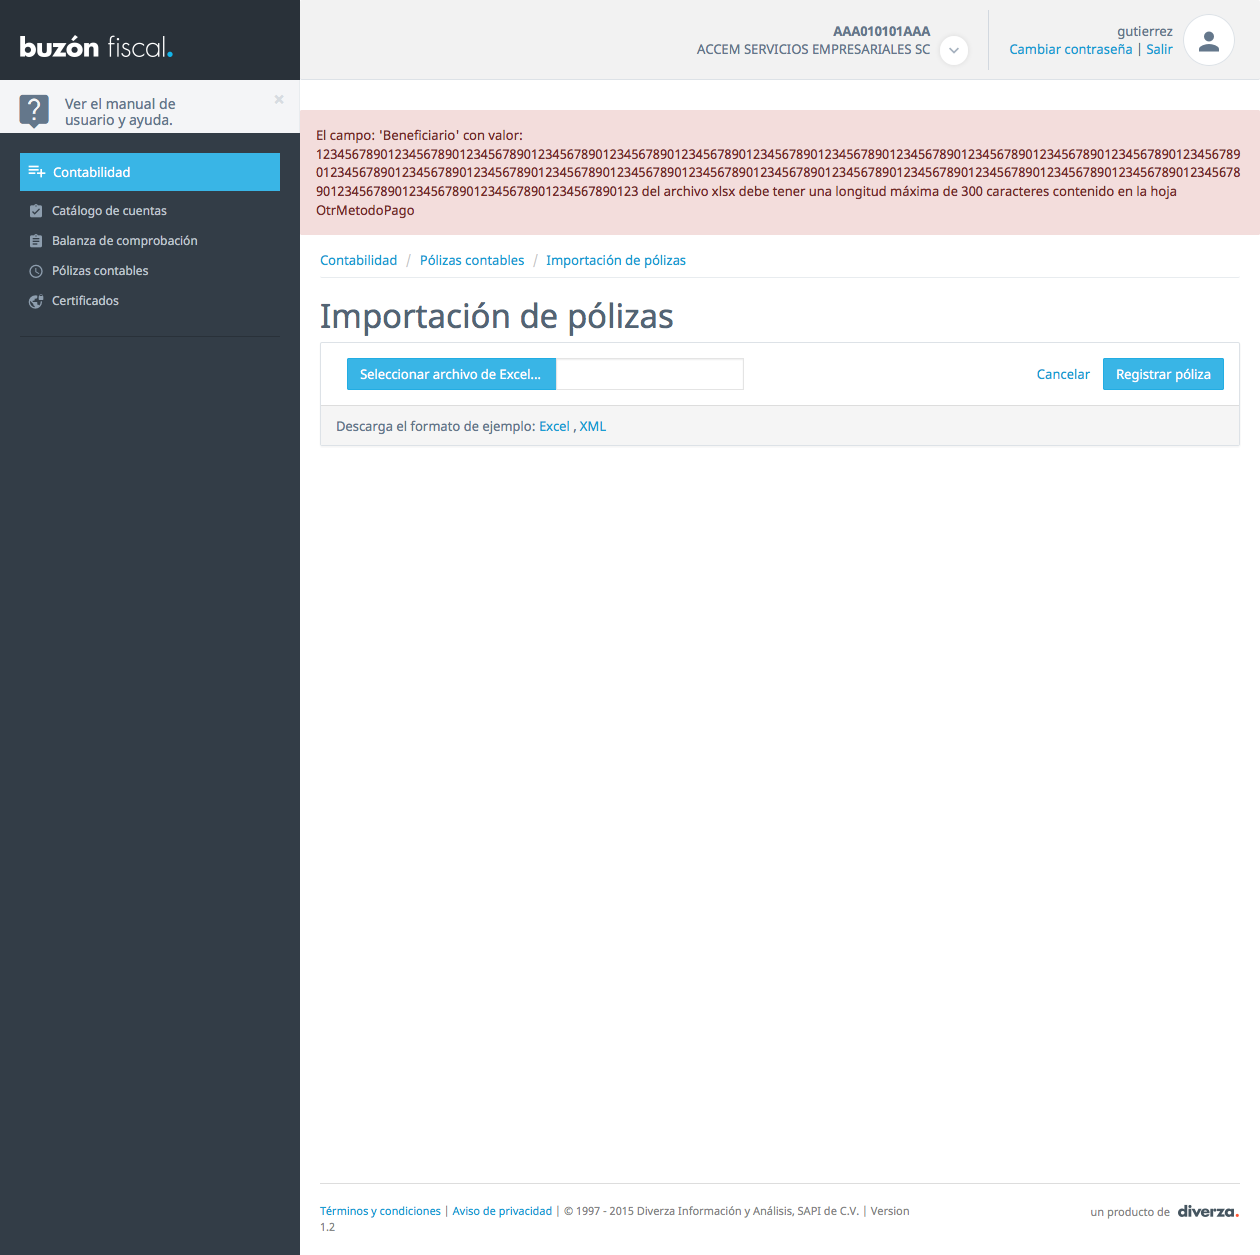 buzón fiscal.
AAA010101AAA
ACCEM SERVICIOS EMPRESARIALES SC
gutierrez
Cambiar contraseña | Salir
Ver el manual de
usuario y ayuda.
×
Contabilidad
Catálogo de cuentas
Balanza de comprobación
Pólizas contables
Certificados
El campo: 'Beneficiario' con valor:
123456789012345678901234567890123456789012345678901234567890123456789012345678901234567890123456789012345678901234567890123456789
012345678901234567890123456789012345678901234567890123456789012345678901234567890123456789012345678901234567890123456789012345678
901234567890123456789012345678901234567890123 del archivo xlsx debe tener una longitud máxima de 300 caracteres contenido en la hoja
OtrMetodoPago
Contabilidad / Pólizas contables / Importación de pólizas
Importación de pólizas
Seleccionar archivo de Excel...
Cancelar
Registrar póliza
Descarga el formato de ejemplo: Excel , XML
Términos y condiciones | Aviso de privacidad | © 1997 - 2015 Diverza Información y Análisis, SAPI de C.V. | Version
1.2
un producto de diverza.